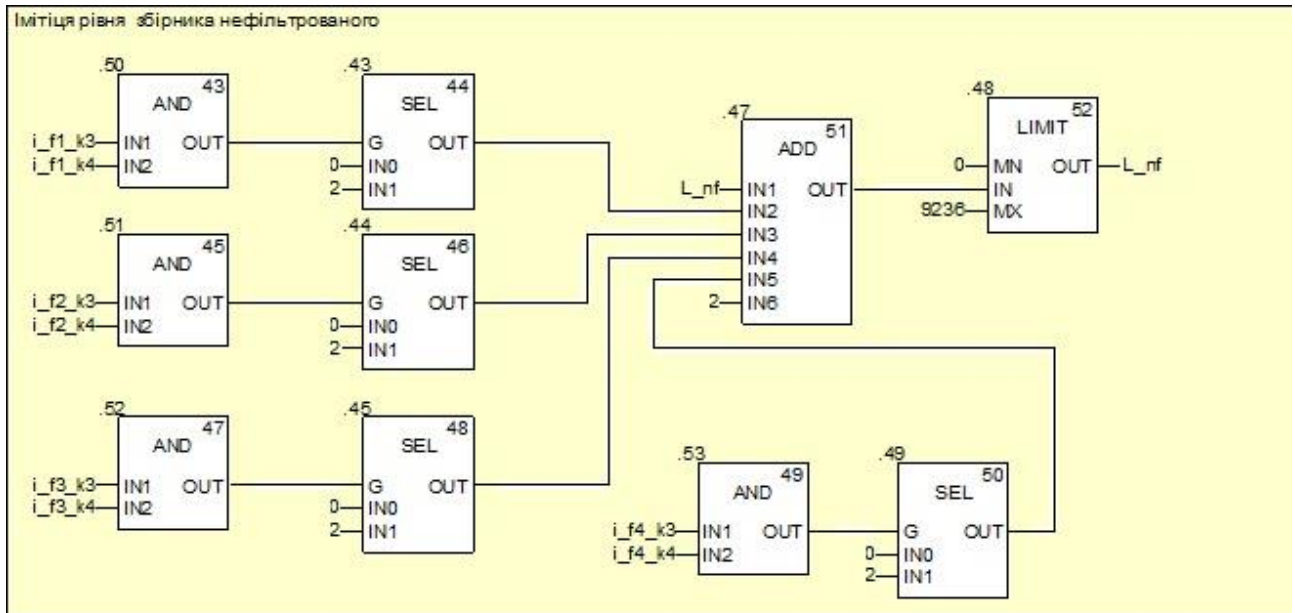 Імітіця рівня збірника нефільтрованого
.50
43
AND
i_f1_k3 IN1 OUT
i_f1_k4 IN2
.43
44
SEL
G OUT
0 IN0
2 IN1
.47
51
ADD
L_nf IN1 OUT
IN2
IN3
IN4
IN5
2 IN6
.48
52
LIMIT
0 MN OUT L_nf
IN
9236 MX
.51
45
AND
i_f2_k3 IN1 OUT
i_f2_k4 IN2
.44
46
SEL
G OUT
0 IN0
2 IN1
.52
47
AND
i_f3_k3 IN1 OUT
i_f3_k4 IN2
.45
48
SEL
G OUT
0 IN0
2 IN1
.53
49
AND
i_f4_k3 IN1 OUT
i_f4_k4 IN2
.49
50
SEL
G OUT
0 IN0
2 IN1